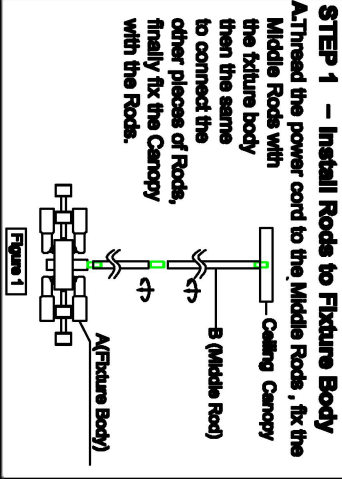 STEP 1 – Install Rods to Fixture Body
A.Thread the power cord to the Middle Rods , fix the
Middle Rods with
the fxiture body
then the same
to connect the
other pieces of Rods,
finally fix the Canopy
with the Rods.
Ceiling Canopy
B (Middle Rod)
A(Fixture Body)
Figure 1